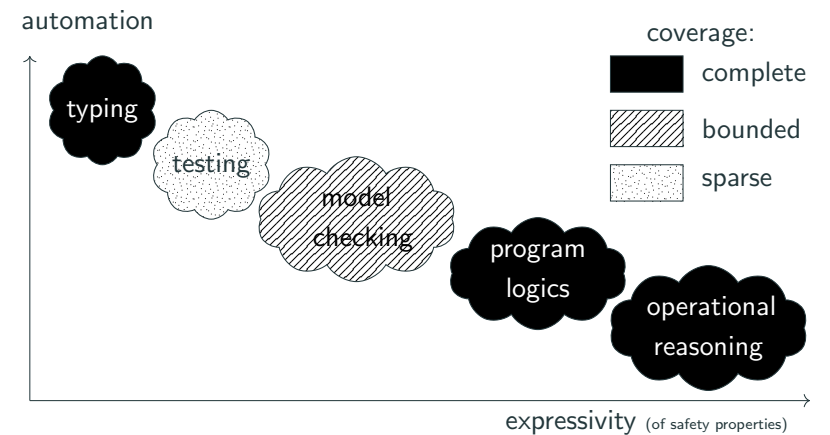 automation
coverage:
complete
bounded
sparse
typing
testing
model
checking
program
logics
operational
reasoning
expressivity (of safety properties)